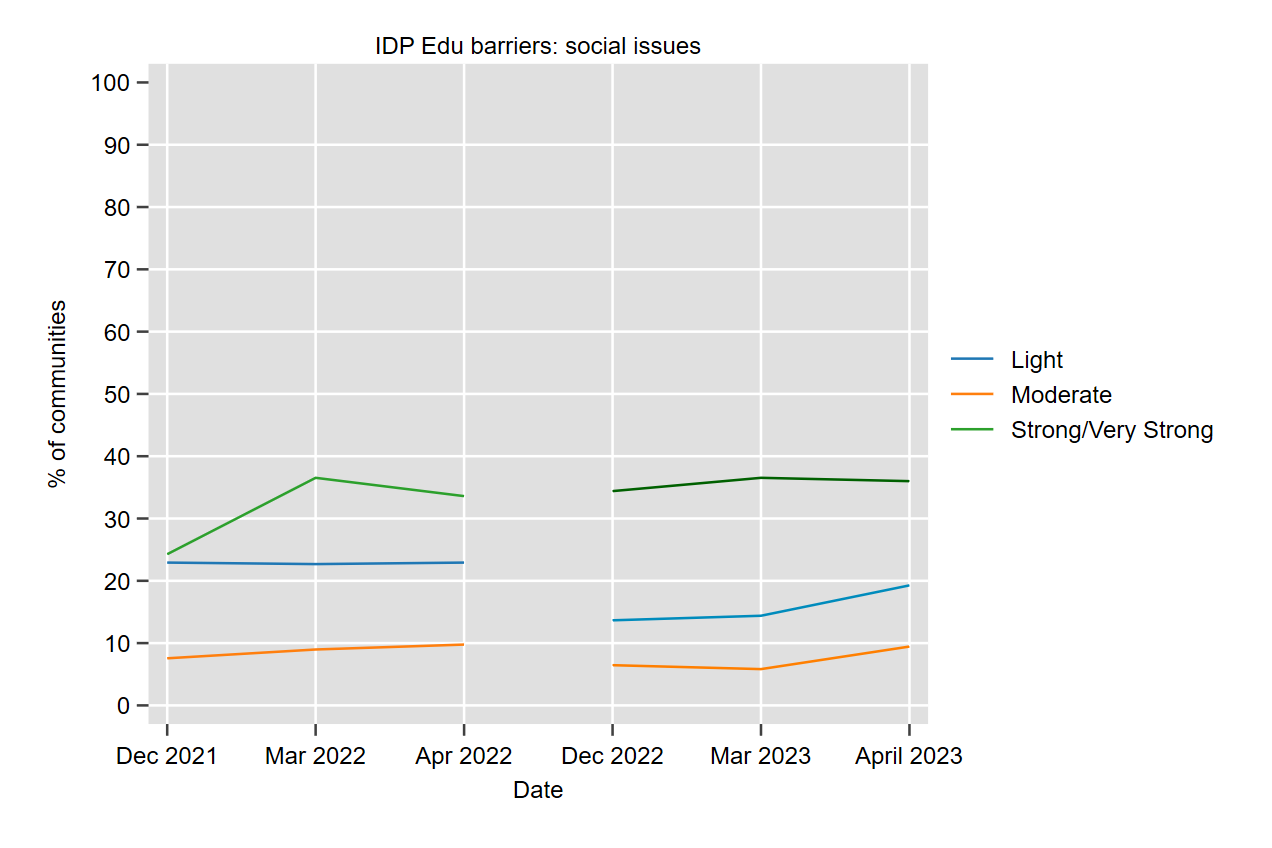 IDP Edu barriers: social issues
100
90
80
70
60
50
40
30
20
10
0
% of communities
Dec 2021
Mar 2022
Apr 2022
Dec 2022
Mar 2023
April 2023
Date
Light
Moderate
Strong/Very Strong